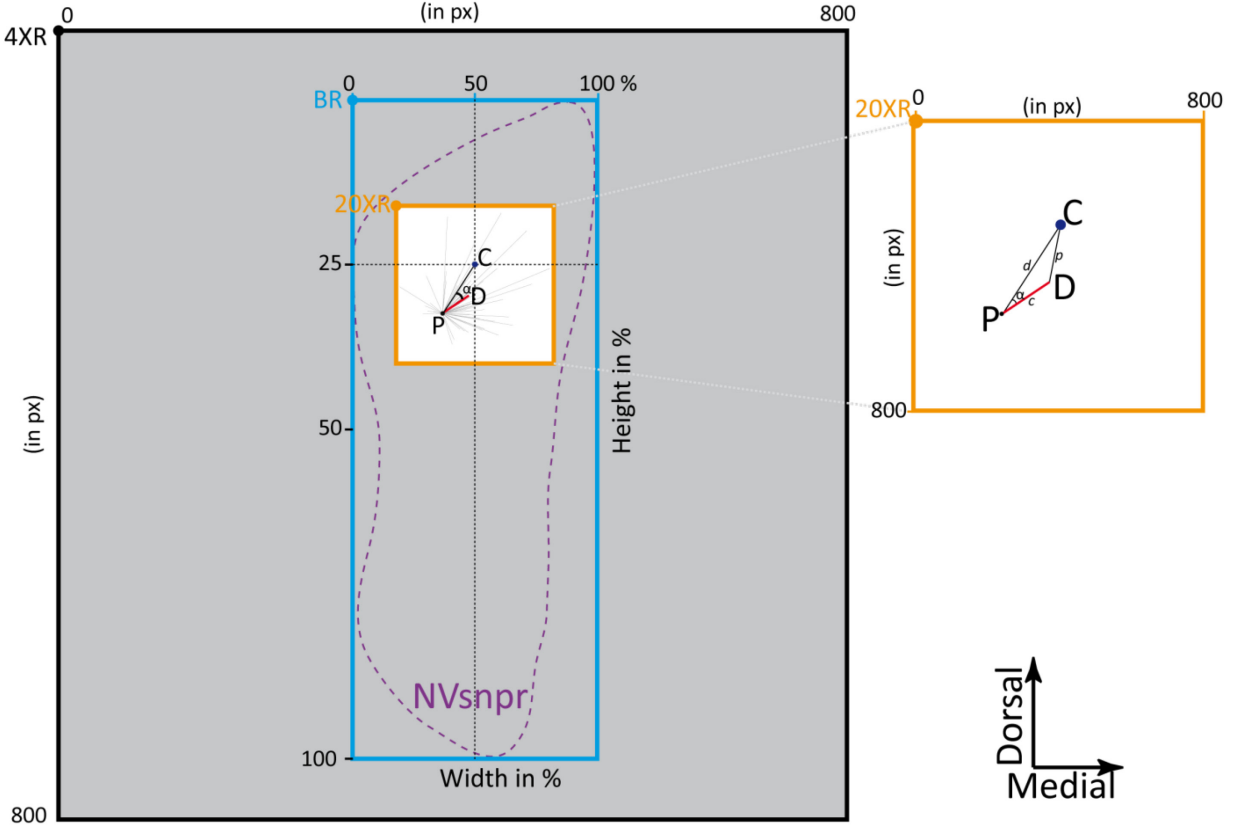 0
(in px)
800
4XR
0
50
100 %
BR
20XR
0
(in px)
800
20XR
C
25
α
D
P
(in px)
C
d
p
D
α
c
P
800
Height in %
(in px)
50
NVsnpr
100
Width in %
Dorsal
Medial
800